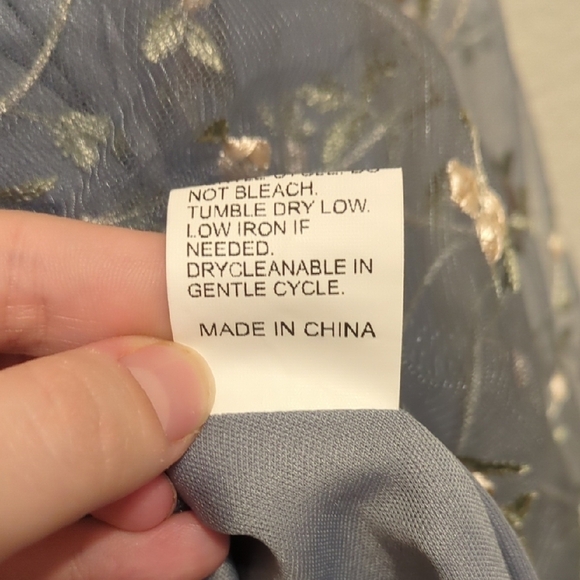 NOT BLEACH.
TUMBLE DRY LOW.
LOW IRON IF
NEEDED.
DRYCLEANABLE IN
GENTLE CYCLE.
MADE IN CHINA